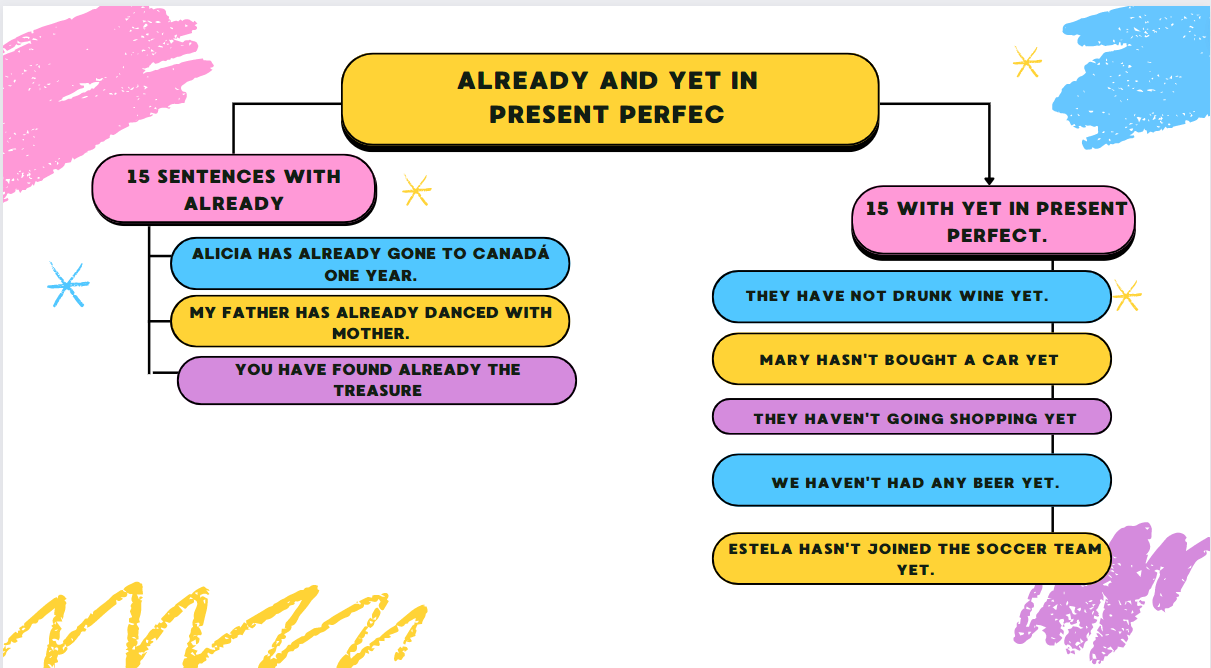 ALREADY AND YET IN
PRESENT PERFEC
15 SENTENCES WITH
ALREADY
ALICIA HAS ALREADY GONE TO CANADÁ
ONE YEAR.
MY FATHER HAS ALREADY DANCED WITH
MOTHER.
YOU HAVE FOUND ALREADY THE
TREASURE
15 WITH YET IN PRESENT
PERFECT.
THEY HAVE NOT DRUNK WINE YET.
MARY HASN'T BOUGHT A CAR YET
THEY HAVEN'T GOING SHOPPING YET
WE HAVEN'T HAD ANY BEER YET.
ESTELA HASN'T JOINED THE SOCCER TEAM
YET.